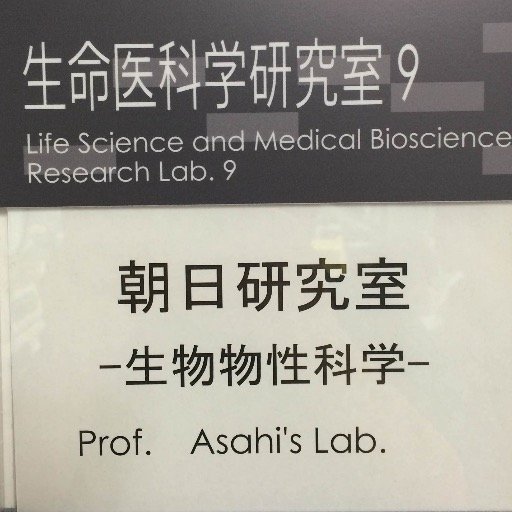 生命医科学研究室 9
Life Science and Medical Bioscience
Research Lab. 9
朝日研究室
−生物物性科学−
Prof. Asahi's Lab.